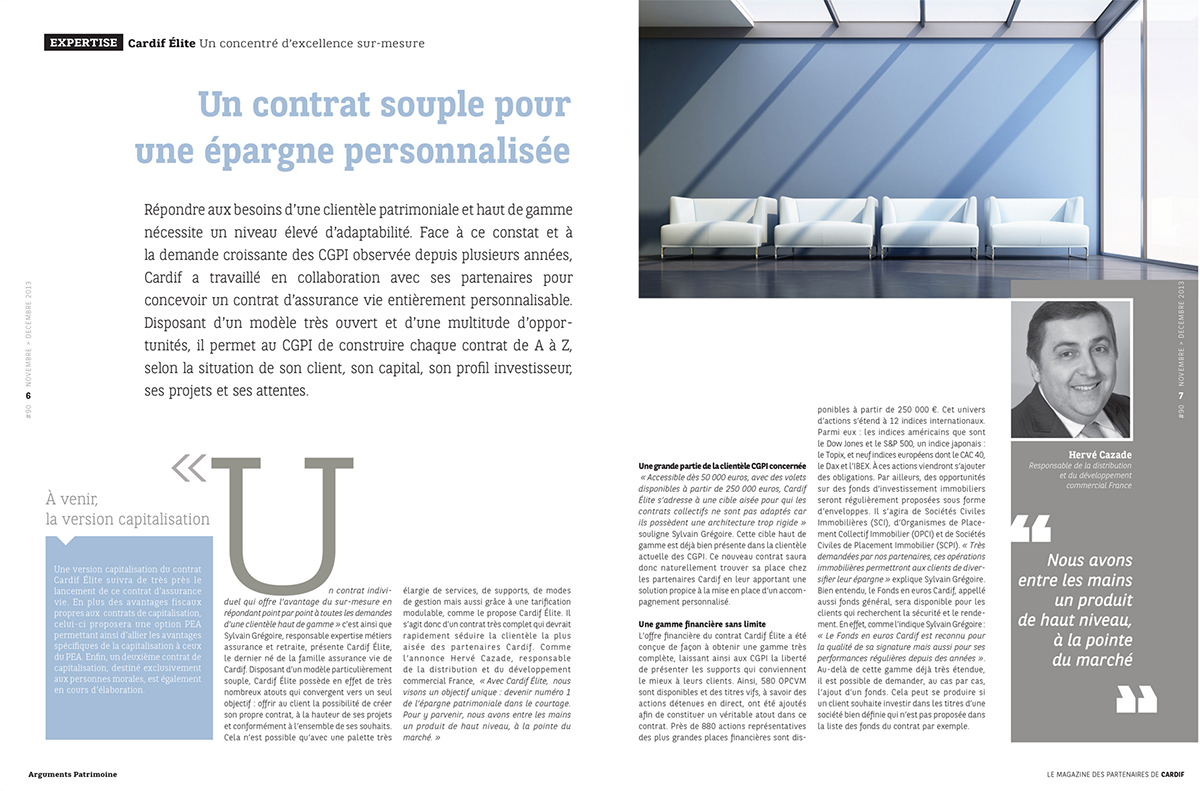 EXPERTISE Cardif Élite Un concentré d'excellence sur-mesure
Un contrat souple pour
une épargne personnalisée
Répondre aux besoins d'une clientèle patrimoniale et haut de gamme
nécessite un niveau élevé d'adaptabilité. Face à ce constat et à
la demande croissante des CGPI observée depuis plusieurs années,
Cardif a travaillé en collaboration avec ses partenaires pour
concevoir un contrat d'assurance vie entièrement personnalisable.
Disposant d'un modèle très ouvert et d'une multitude d'oppor-
tunités, il permet au CGPI de construire chaque contrat de A à Z,
selon la situation de son client, son capital, son profil investisseur,
ses projets et ses attentes.
#90 NOVEMBRE > DECEMBRE 2013
6
À venir,
la version capitalisation
Une version capitalisation du contrat
Cardif Élite suivra de très près le
lancement de ce contrat d'assurance
vie. En plus des avantages fiscaux
propres aux contrats de capitalisation,
celui-ci proposera une option PEA
permettant ainsi d'allier les avantages
spécifiques de la capitalisation à ceux
du PEA. Enfin, un deuxième contrat de
capitalisation, destiné exclusivement
aux personnes morales, est également
en cours d'élaboration.
« U
n contrat indivi-
duel qui offre l'avantage du sur-mesure en
répondant point par point à toutes les demandes
d'une clientèle haut de gamme » c'est ainsi que
Sylvain Grégoire, responsable expertise métiers
assurance et retraite, présente Cardif Élite,
le dernier né de la famille assurance vie de
Cardif. Disposant d'un modèle particulièrement
souple, Cardif Élite possède en effet de très
nombreux atouts qui convergent vers un seul
objectif : offrir au client la possibilité de créer
son propre contrat, à la hauteur de ses projets
et conformément à l'ensemble de ses souhaits.
Cela n'est possible qu'avec une palette très
élargie de services, de supports, de modes
de gestion mais aussi grâce à une tarification
modulable, comme le propose Cardif Élite. Il
s'agit donc d'un contrat très complet qui devrait
rapidement séduire la clientèle la plus
aisée des partenaires Cardif. Comme
l'annonce Hervé Cazade, responsable
de la distribution et du développement
commercial France, « Avec Cardif Élite, nous
visons un objectif unique : devenir numéro 1
de l'épargne patrimoniale dans le courtage.
Pour y parvenir, nous avons entre les mains
un produit de haut niveau, à la pointe du
marché. »
Arguments Patrimoine
Une grande partie de la clientèle CGPI concernée
« Accessible dès 50 000 euros, avec des volets
disponibles à partir de 250 000 euros, Cardif
Élite s'adresse à une cible aisée pour qui les
contrats collectifs ne sont pas adaptés car
ils possèdent une architecture trop rigide »
souligne Sylvain Grégoire. Cette cible haut de
gamme est déjà bien présente dans la clientèle
actuelle des CGPI. Ce nouveau contrat saura
donc naturellement trouver sa place chez
les partenaires Cardif en leur apportant une
solution propice à la mise en place d'un accom-
pagnement personnalisé.
Une gamme financière sans limite
L'offre financière du contrat Cardif Élite a été
conçue de façon à obtenir une gamme très
complète, laissant ainsi aux CGPI la liberté
de présenter les supports qui conviennent
le mieux à leurs clients. Ainsi, 580 OPCVM
sont disponibles et des titres vifs, à savoir des
actions détenues en direct, ont été ajoutés
afin de constituer un véritable atout dans ce
contrat. Près de 880 actions représentatives
des plus grandes places financières sont dis-
ponibles à partir de 250 000 €. Cet univers
d'actions s'étend à 12 indices internationaux.
Parmi eux : les indices américains que sont
le Dow Jones et le S&P 500, un indice japonais :
le Topix, et neuf indices européens dont le CAC 40,
le Dax et l'IBEX. À ces actions viendront s'ajouter
des obligations. Par ailleurs, des opportunités
sur des fonds d'investissement immobiliers
seront régulièrement proposées sous forme
d'enveloppes. Il s'agira de Sociétés Civiles
Immobilières (SCI), d'Organismes de Place-
ment Collectif Immobilier (OPCI) et de Sociétés
Civiles de Placement Immobilier (SCPI). « Très
demandées par nos partenaires, ces opérations
immobilières permettront aux clients de diver-
sifier leur épargne » explique Sylvain Grégoire.
Bien entendu, le Fonds en euros Cardif, appelé
aussi fonds général, sera disponible pour les
clients qui recherchent la sécurité et le rende-
ment. En effet, comme l'indique Sylvain Grégoire :
« Le Fonds en euros Cardif est reconnu pour
la qualité de sa signature mais aussi pour ses
performances régulières depuis des années ».
Au-delà de cette gamme déjà très étendue,
il est possible de demander, au cas par cas,
l'ajout d'un fonds. Cela peut se produire si
un client souhaite investir dans les titres d'une
société bien définie qui n'est pas proposée dans
la liste des fonds du contrat par exemple.
Hervé Cazade
Responsable de la distribution
et du développement
commercial France
“
Nous avons
entre les mains
un produit
de haut niveau,
à la pointe
du marché
”
#90 NOVEMBRE > DECEMBRE 2013
7
LE MAGAZINE DES PARTENAIRES DE CARDIF